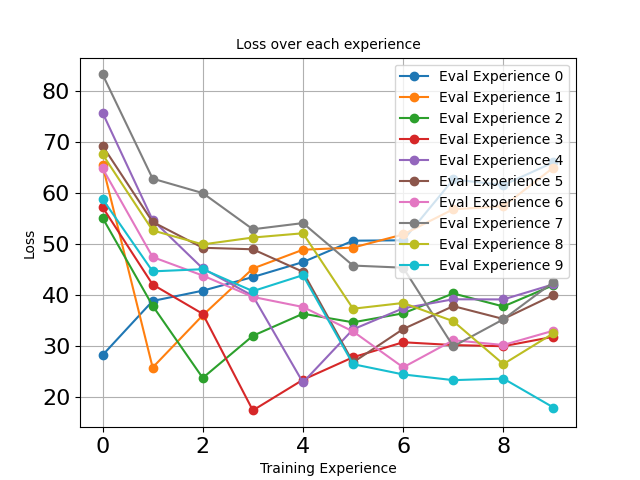 Loss over each experience
Eval Experience 0
Eval Experience 1
Eval Experience 2
Eval Experience 3
Eval Experience 4
Eval Experience 5
Eval Experience 6
Eval Experience 7
Eval Experience 8
Eval Experience 9
80
70
60
50
40
30
20
Loss
0 2 4 6 8
Training Experience